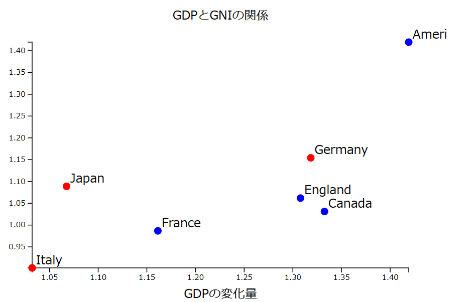 GDPとGNIの関係
Ameri
1.40
1.35
1.30
1.25
1.20
1.15
1.10
1.05
1.00
0.95
0.90
Germany
Japan
England
Canada
France
Italy
1.05 1.10 1.15 1.20 1.25 1.30 1.35 1.40
GDPの変化量